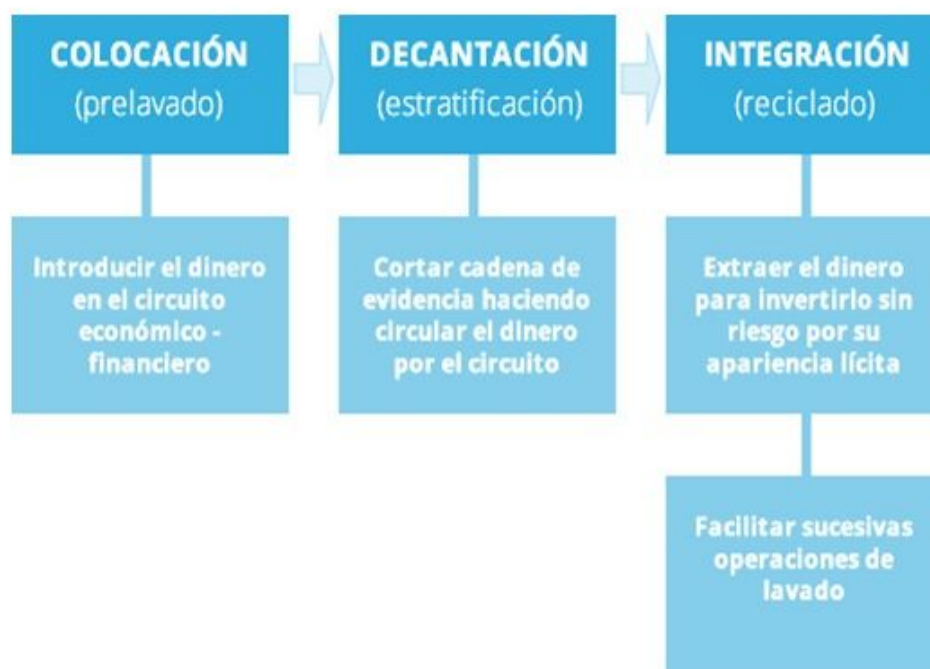 COLOCACIÓN
(prelavado)
Introducir el dinero
en el circuito
económico -
financiero
DECANTACIÓN
(estratificación)
Cortar cadena de
evidencia haciendo
circular el dinero
por el circuito
INTEGRACIÓN
(reciclado)
Extraer el dinero
para invertirlo sin
riesgo por su
apariencia lícita
Facilitar sucesivas
operaciones de
lavado